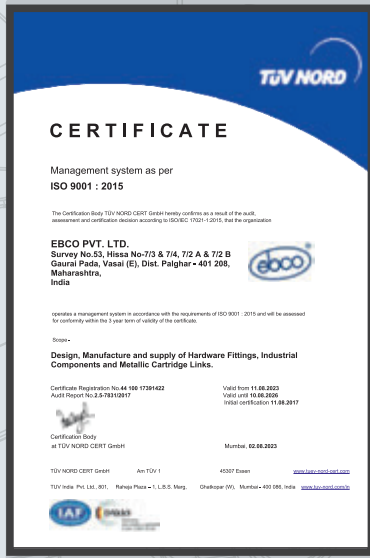 TÜV NORD
CERTIFICATE
Management system as per
ISO 9001 : 2015
The Certification Body TÜV NORD CERT GmbH hereby confirms as a result of the audit,
assessment and certification decision according to ISO/IEC 17021-1:2015, that the organization
EBCO PVT. LTD.
Survey No.53, Hissa No-7/3 & 7/4, 7/2 A & 7/2 B
Gaurai Pada, Vasai (E), Dist. Palghar - 401 208,
Maharashtra,
India
ebco
operates a management system in accordance with the requirements of ISO 9001 : 2015 and will be assessed
for conformity within the 3 year term of validity of the certificate.
Scope -
Design, Manufacture and supply of Hardware Fittings, Industrial
Components and Metallic Cartridge Links.
Certificate Registration No.44 100 17391422 Valid from 11.08.2023
Audit Report No.2.5-7831/2017 Valid until 10.08.2026
Initial certification 11.08.2017
Certification Body
at TÜV NORD CERT GmbH Mumbai, 02.08.2023
TÜV NORD CERT GmbH Am TÜV 1 45307 Essen www.tuev-nord-cert.com
TÜV India Pvt. Ltd., 801, Raheja Plaza – 1, L.B.S. Marg, Ghatkopar (W), Mumbai - 400 086, India www.tuv-nord.com/in
IAF
DAkkS